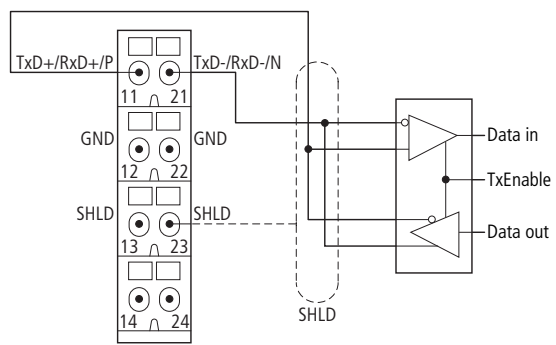 TxD+/RxD+/P TxD-/RxD-/N
11 21
GND GND
12 22
SHLD SHLD
13 23
14 24
SHLD
Data in
TxEnable
Data out